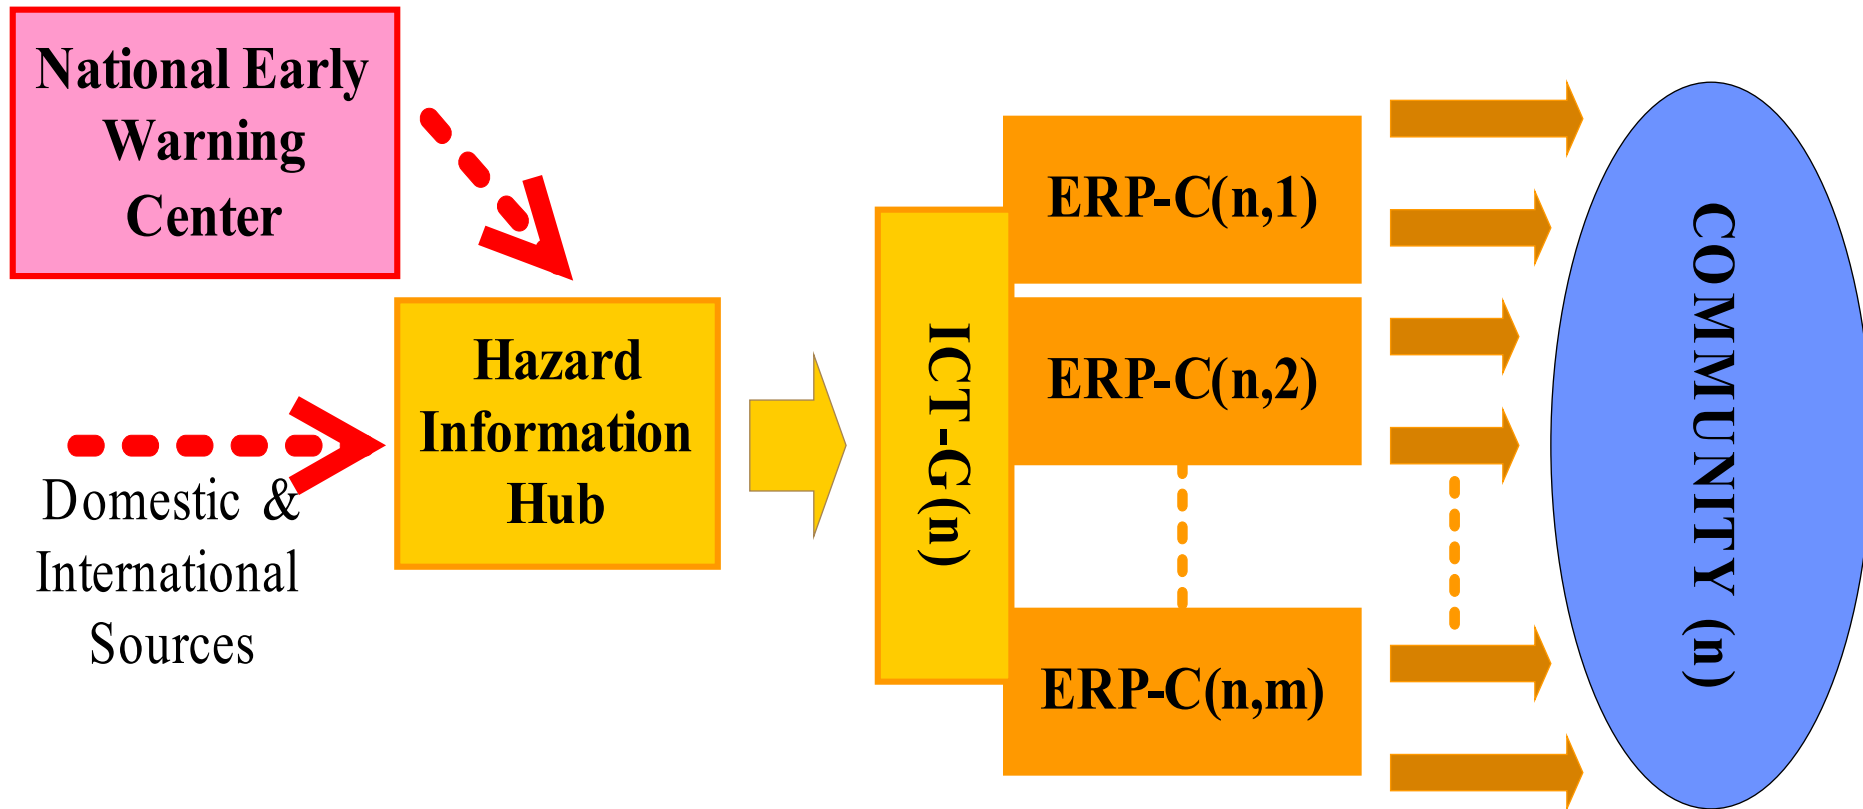 National Early
Warning
Center
Domestic &
International
Sources
Hazard
Information
Hub
ICT-G(n)
ERP-C(n,1)
ERP-C(n,2)
ERP-C(n,m)
COMMUNITY (n)